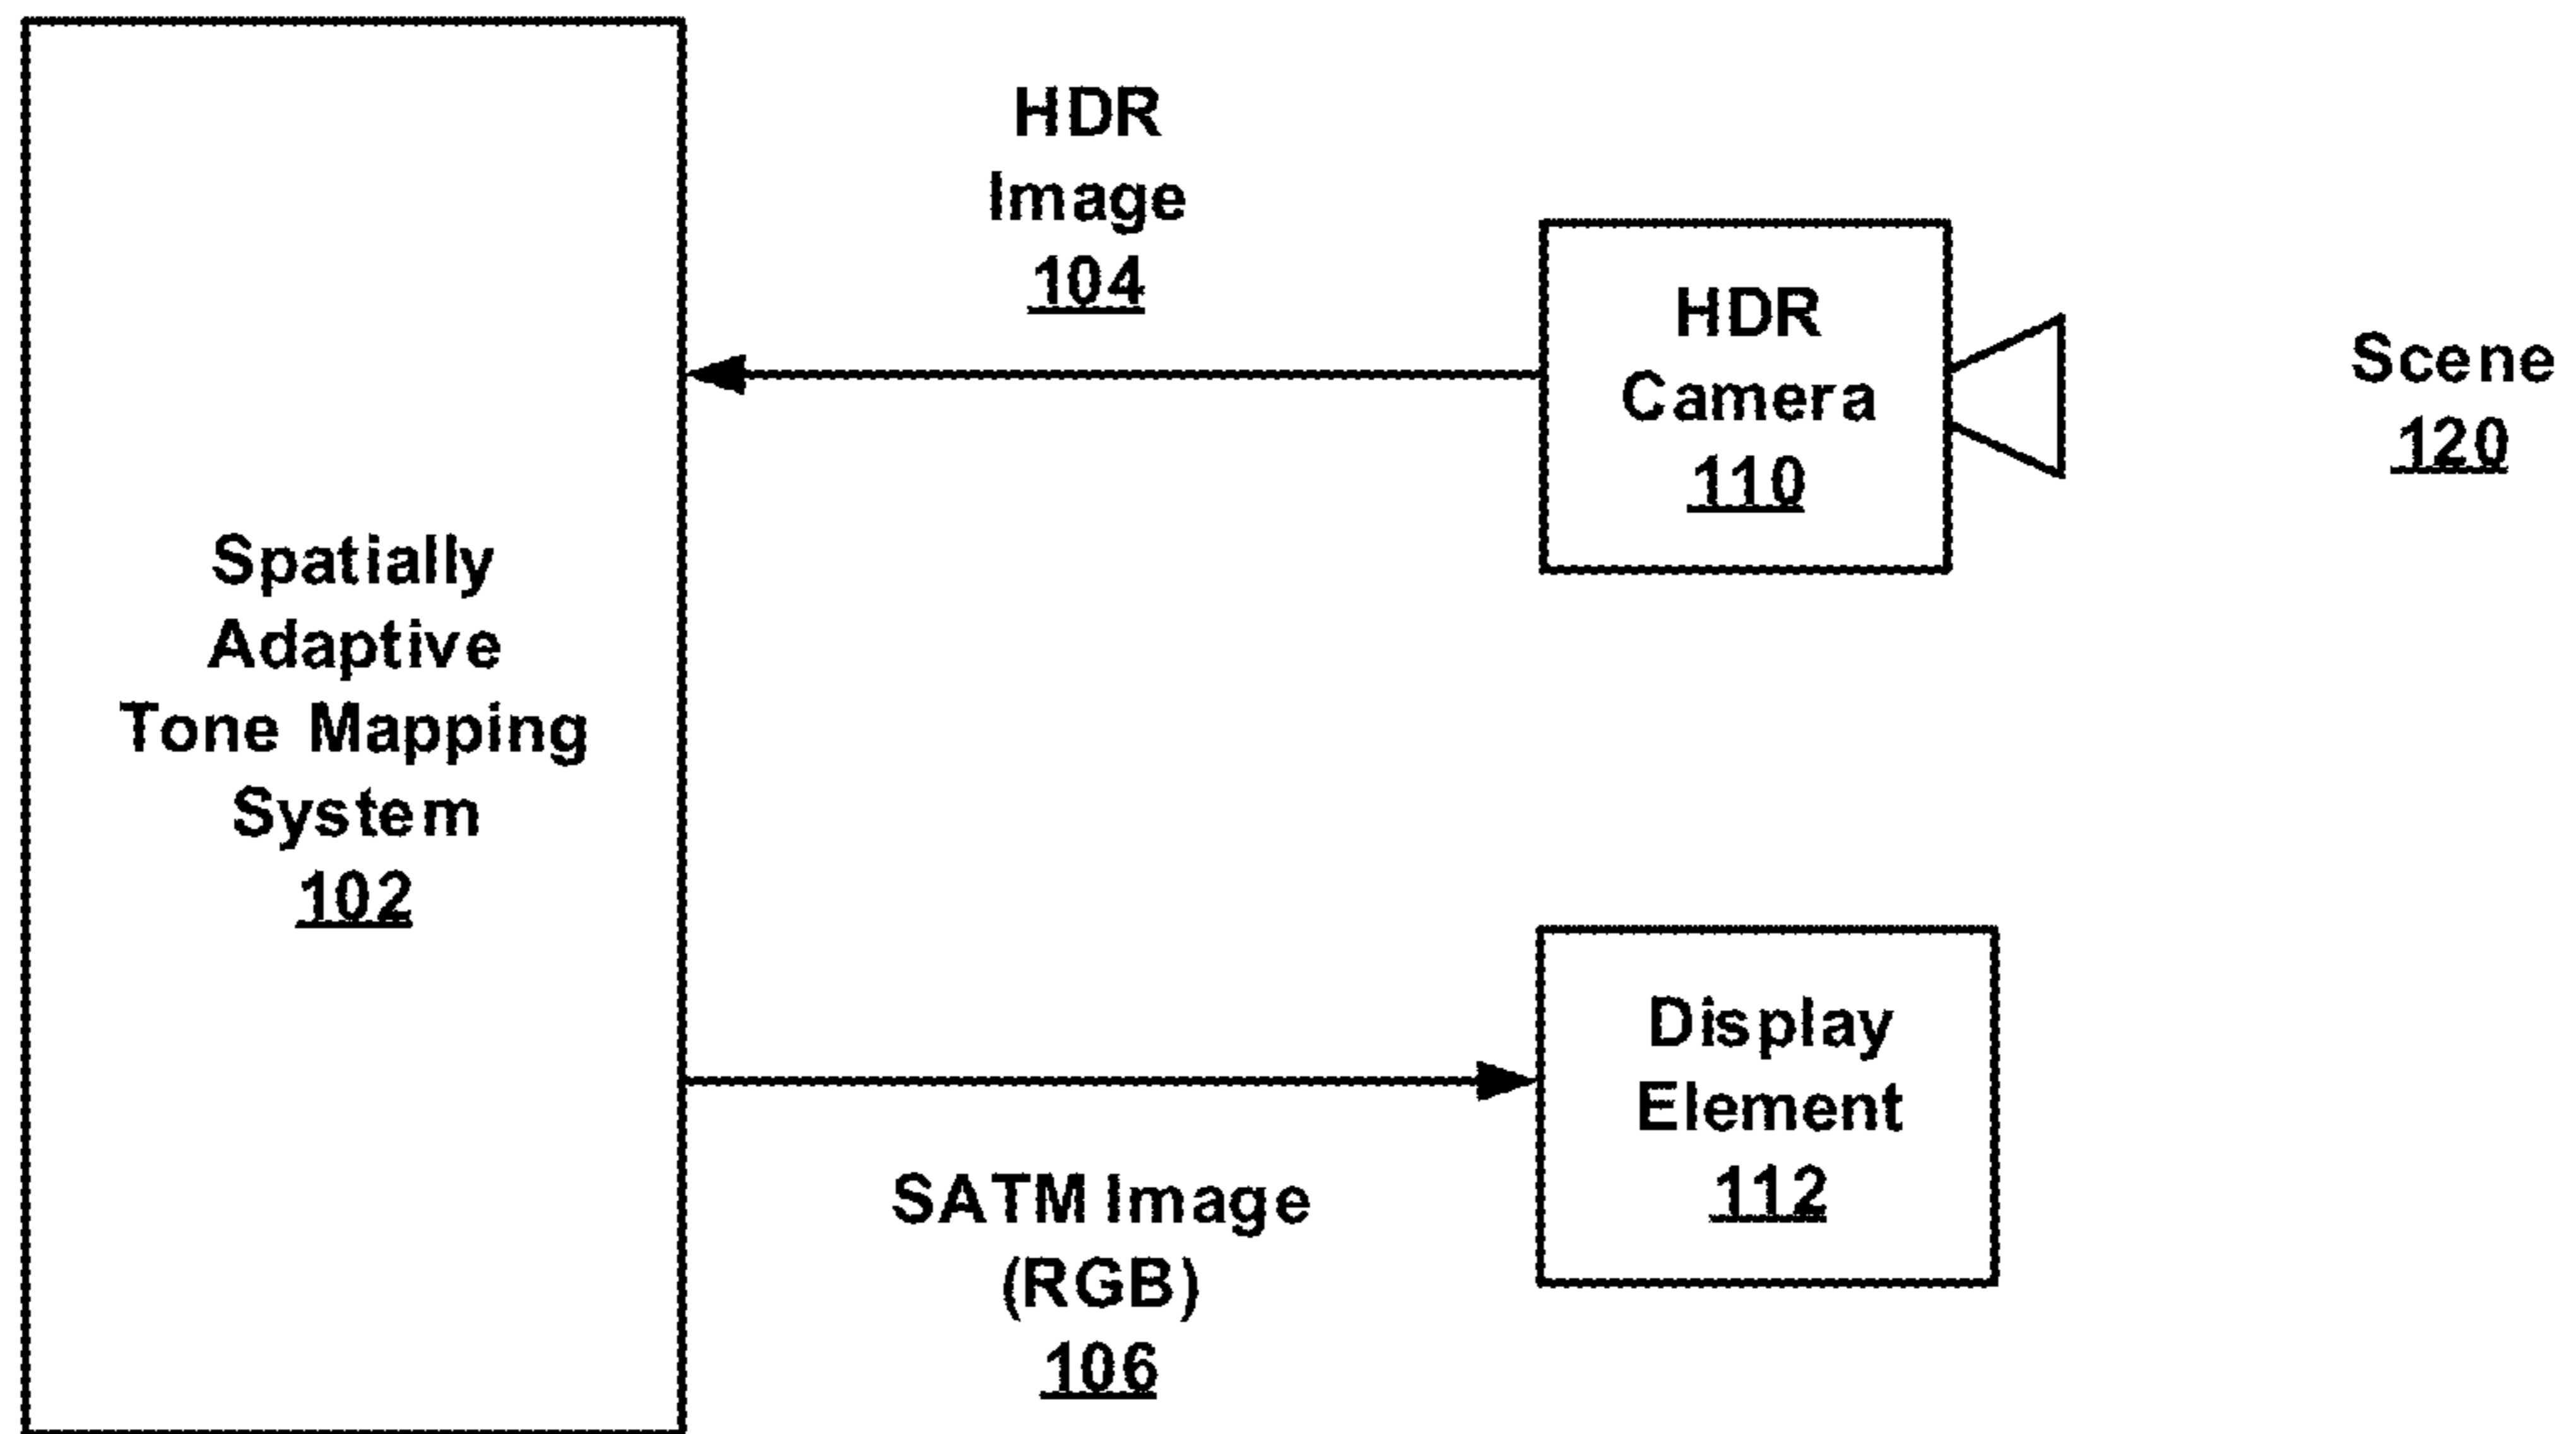 HDR
Image
104
HDR
Camera
110
Scene
120
Spatially
Adaptive
Tone Mapping
System
102
Display
Element
112
SATM Image
(RGB)
106